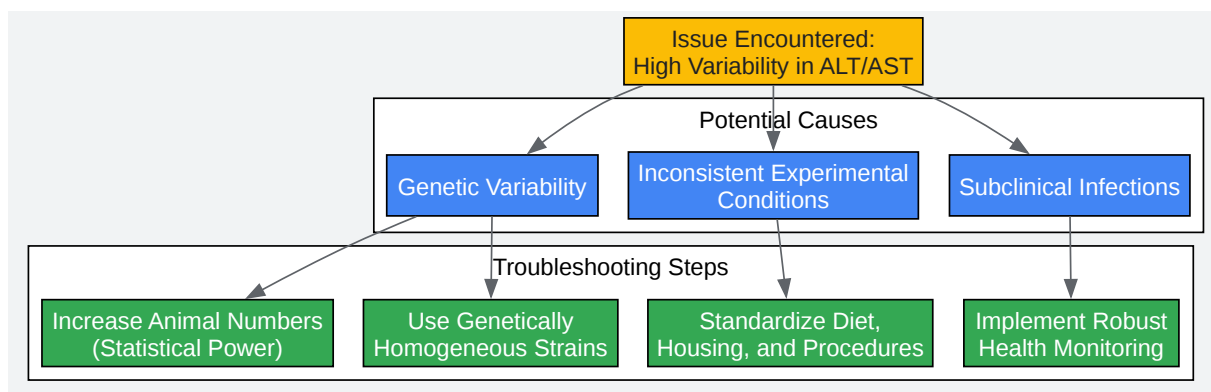 Issue Encountered:
High Variability in ALT/AST
Potential Causes
Genetic Variability
Inconsistent Experimental
Conditions
Subclinical Infections
Troubleshooting Steps
Increase Animal Numbers
(Statistical Power)
Use Genetically
Homogeneous Strains
Standardize Diet,
Housing, and Procedures
Implement Robust
Health Monitoring